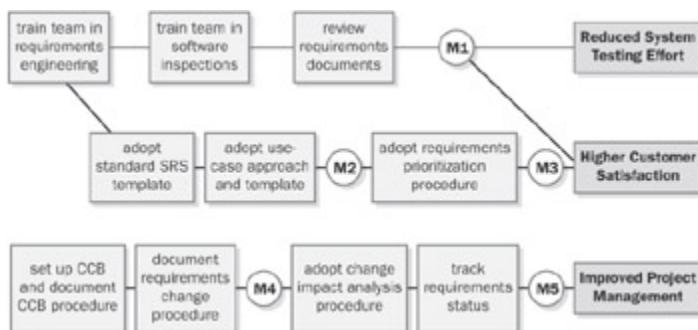 train team in
requirements
engineering
train team in
software
inspections
review
requirements
documents
M1
Reduced System
Testing Effort
adopt
standard SRS
template
adopt use-
case approach
and template
M2
adopt requirements
prioritization
procedure
M3
Higher Customer
Satisfaction
set up CCB
and document
CCB procedure
document
requirements
change
procedure
M4
adopt change
impact analysis
procedure
track
requirements
status
M5
Improved Project
Management